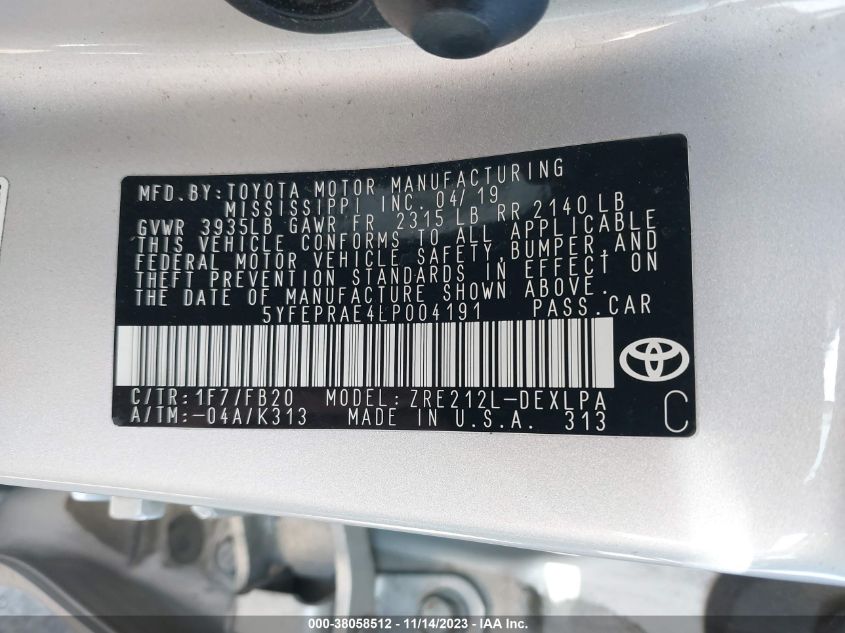 MFD.BY:TOYOTA MOTOR MANUFACTURING
MISSISSIPPI INC. 04/19
GVWR 3935LB GAWR FR 2315 LB RR 2140 LB
THIS VEHICLE CONFORMS TO ALL APPLICABLE
FEDERAL MOTOR VEHICLE SAFETY,BUMPER,AND
THEFT PREVENTION STANDARDS IN EFFECT ON
THE DATE OF MANUFACTURE SHOWN ABOVE.
5YFEPRAE4LP004191 PASS.CAR
C/TR:1F7/FB20 MODEL:ZRE212L-DEXLPA
A/TM:-04A/K313 MADE IN U.S.A. 313
C
000-38058512 - 11/14/2023 - IAA Inc.